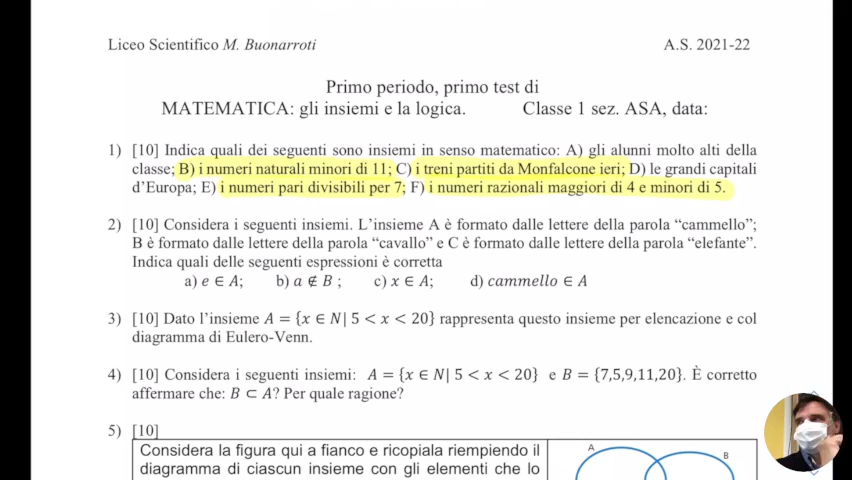 Liceo Scientifico M. Buonarroti A.S. 2021-22
Primo periodo, primo test di
MATEMATICA: gli insiemi e la logica. Classe 1 sez. ASA, data:
1) [10] Indica quali dei seguenti sono insiemi in senso matematico: A) gli alunni molto alti della
classe; B) i numeri naturali minori di 11; C) i treni partiti da Monfalcone ieri; D) le grandi capitali
d'Europa; E) i numeri pari divisibili per 7; F) i numeri razionali maggiori di 4 e minori di 5.
2) [10] Considera i seguenti insiemi. L'insieme A è formato dalle lettere della parola “cammello”;
B è formato dalle lettere della parola “cavallo” e C è formato dalle lettere della parola “elefante”.
Indica quali delle seguenti espressioni è corretta
a) e ∈ A; b) a ∉ B ; c) x ∈ A; d) cammello ∈ A
3) [10] Dato l'insieme A = {x ∈ N| 5 < x < 20} rappresenta questo insieme per elencazione e col
diagramma di Eulero-Venn.
4) [10] Considera i seguenti insiemi: A = {x ∈ N| 5 < x < 20} e B = {7,5,9,11,20}. È corretto
affermare che: B ⊂ A? Per quale ragione?
5) [10]
Considera la figura qui a fianco e ricopiala riempiendo il
diagramma di ciascun insieme con gli elementi che lo
A
B